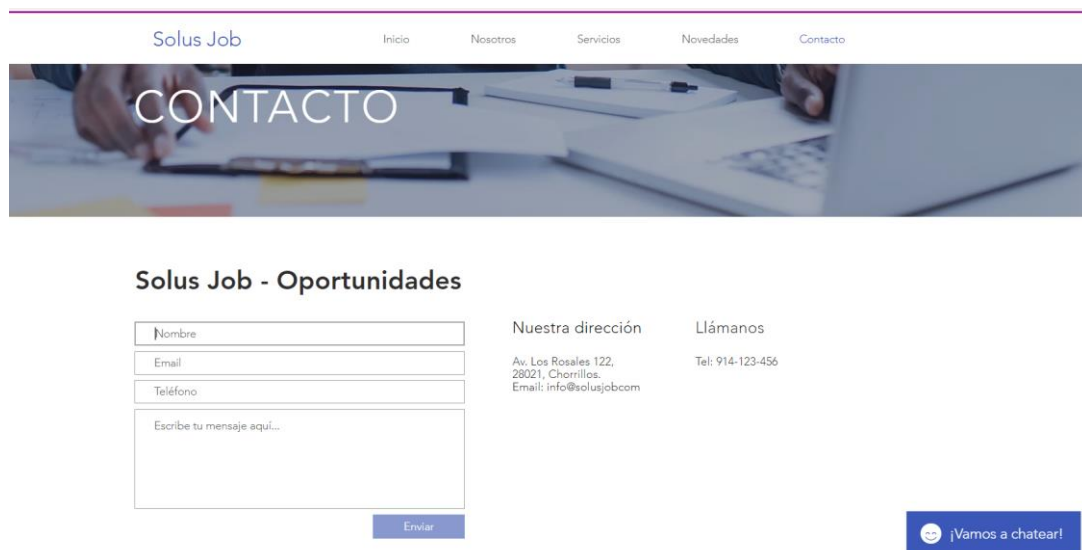 Solus Job
Inicio
Nosotros
Servicios
Novedades
Contacto
CONTACTO
Solus Job - Oportunidades
Nombre
Email
Teléfono
Escribe tu mensaje aquí...
Enviar
Nuestra dirección
Av. Los Rosales 122,
28021, Chorrillos.
Email: info@solusjobcom
Llámanos
Tel: 914-123-456
¡Vamos a chatear!